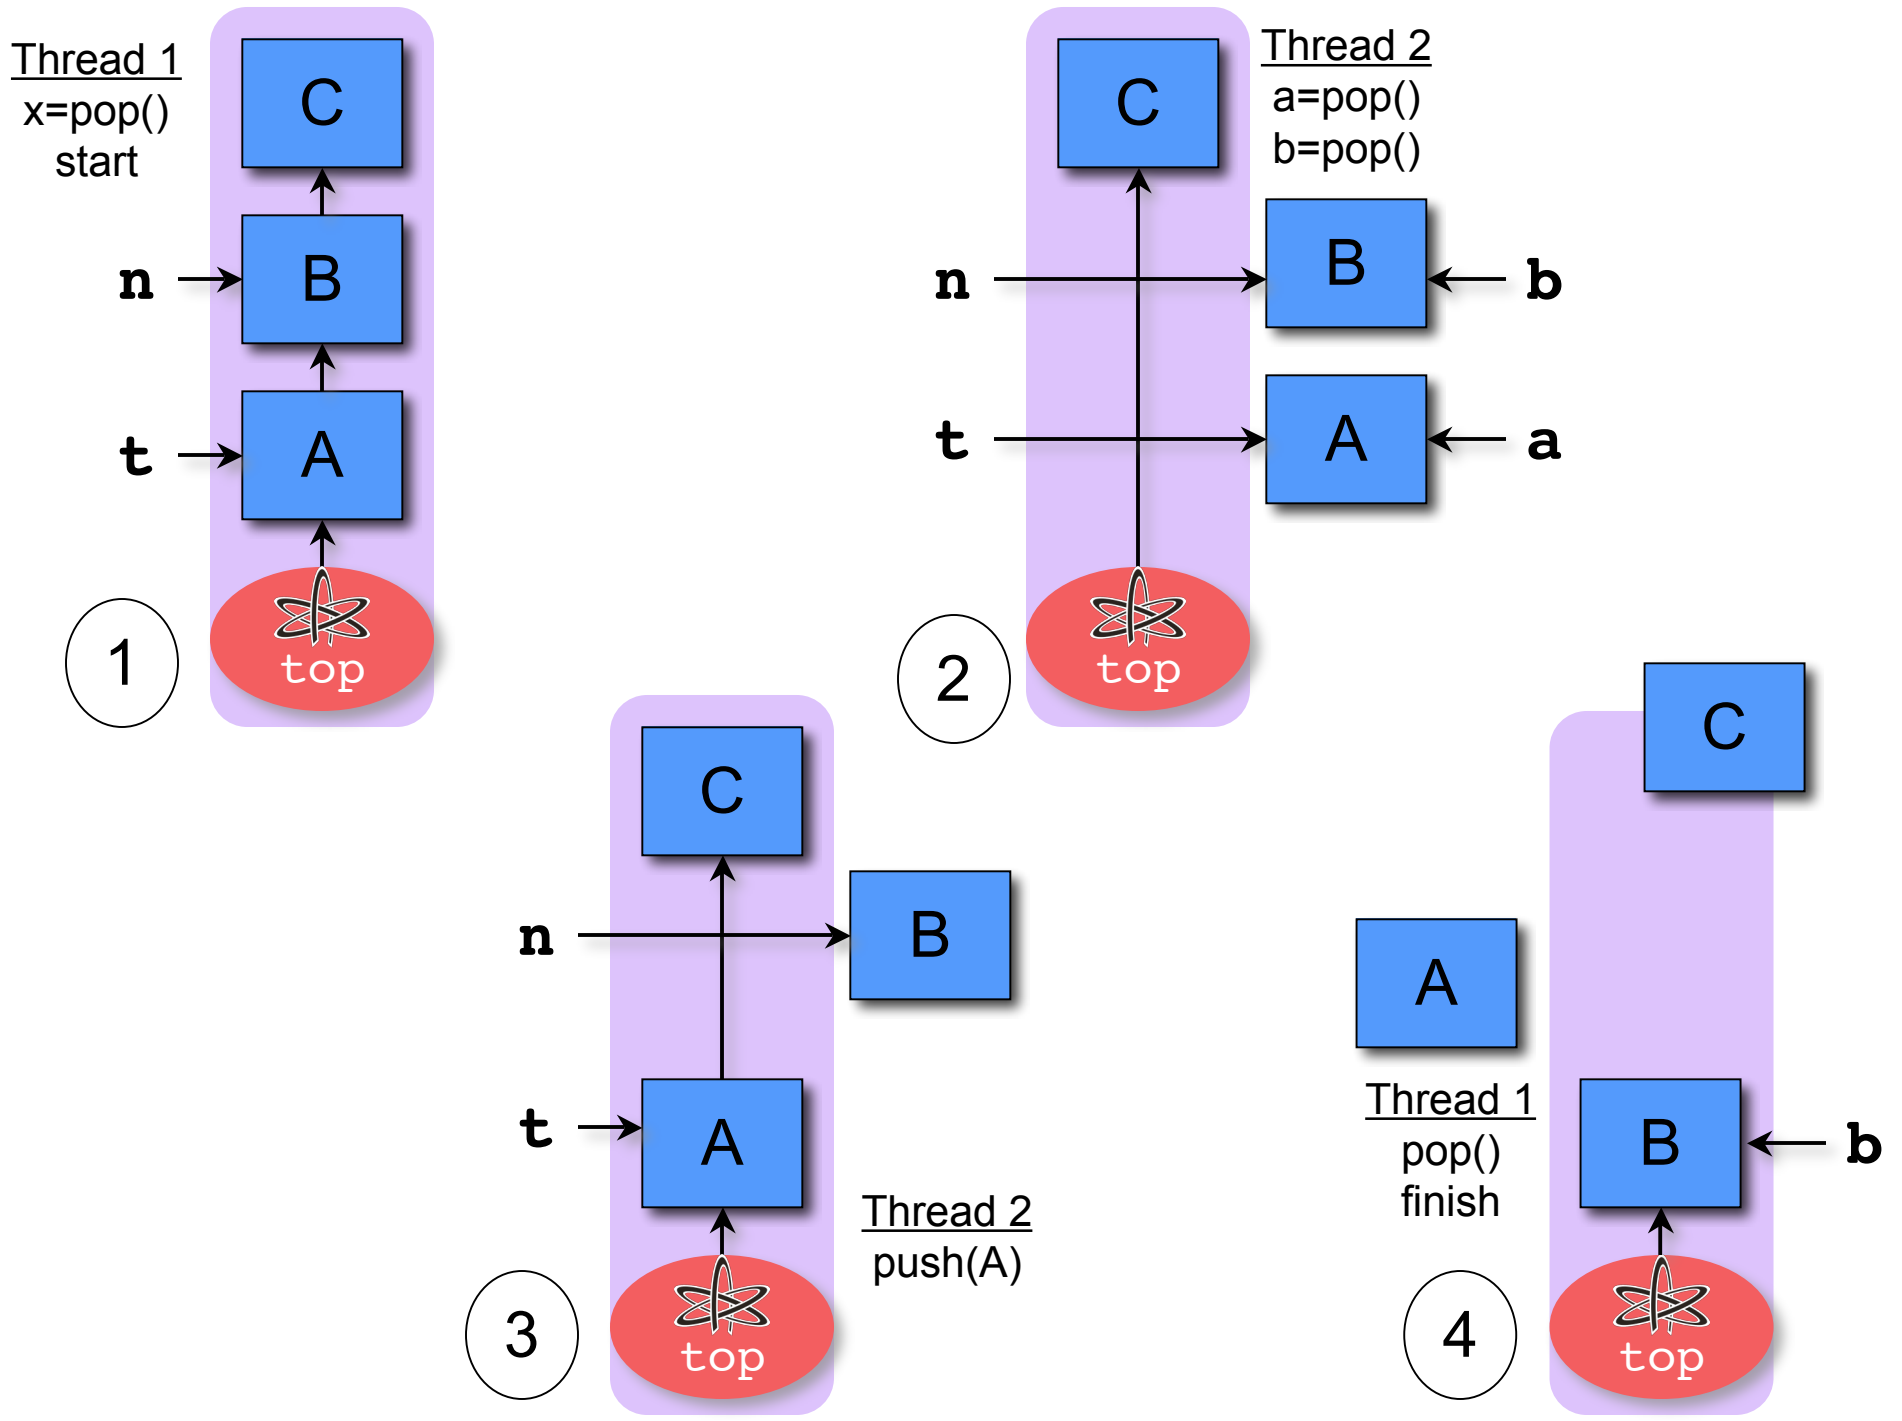 Thread 1
x=pop()
start
C
B
A
n
t
top
1
Thread 2
a=pop()
b=pop()
C
B
A
n
t
b
a
top
2
C
B
A
n
t
Thread 2
push(A)
top
3
C
A
Thread 1
pop()
finish
B
b
top
4